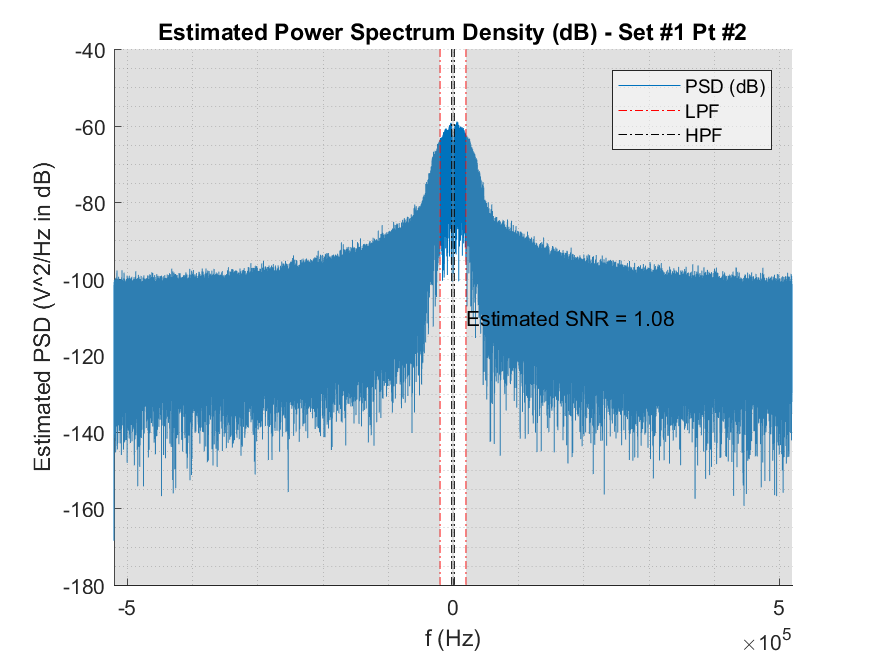 Estimated Power Spectrum Density (dB) - Set #1 Pt #2
-40
-60
-80
-100
-120
-140
-160
-180
Estimated PSD (V^2/Hz in dB)
PSD (dB)
LPF
HPF
Estimated SNR = 1.08
-5
0
5
×10^5
f (Hz)